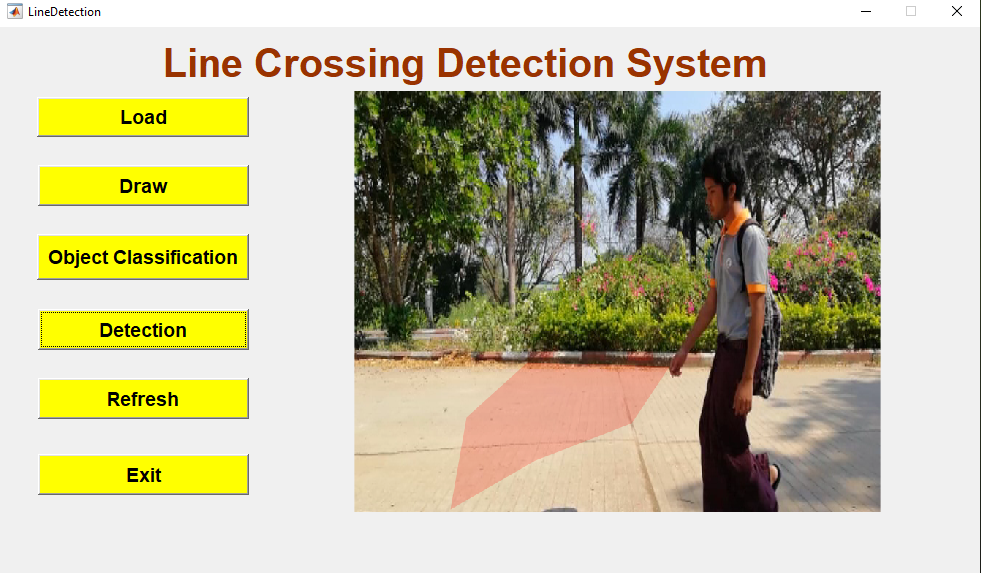 LineDetection
Line Crossing Detection System
Load
Draw
Object Classification
Detection
Refresh
Exit